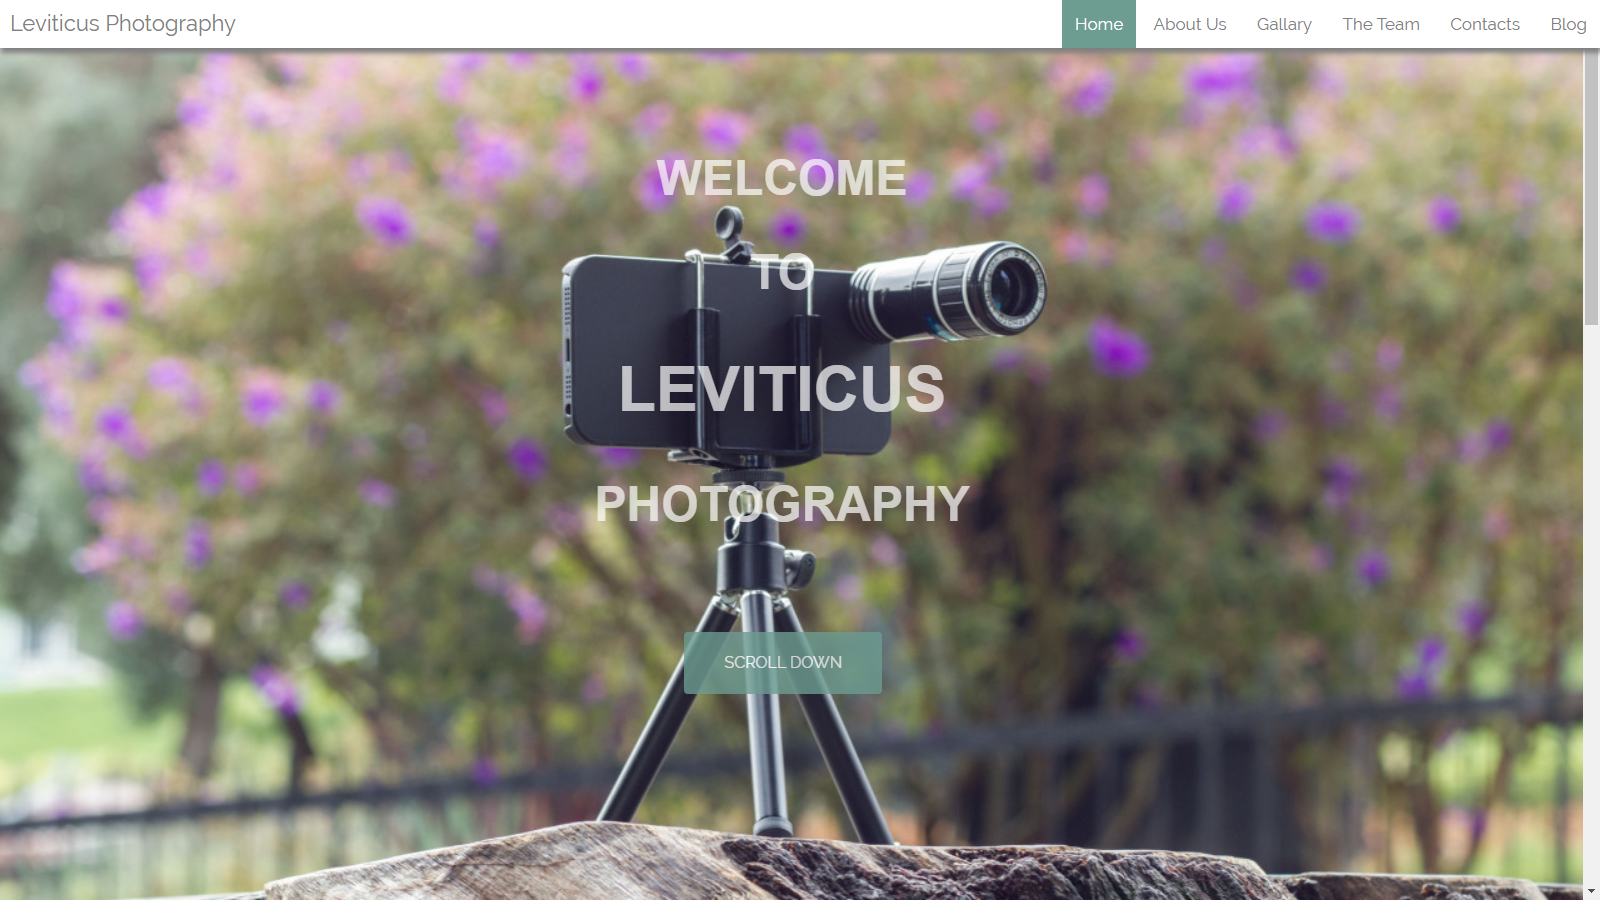 Leviticus Photography
Home About Us Gallary The Team Contacts Blog
WELCOME
TO
LEVITICUS
PHOTOGRAPHY
SCROLL DOWN